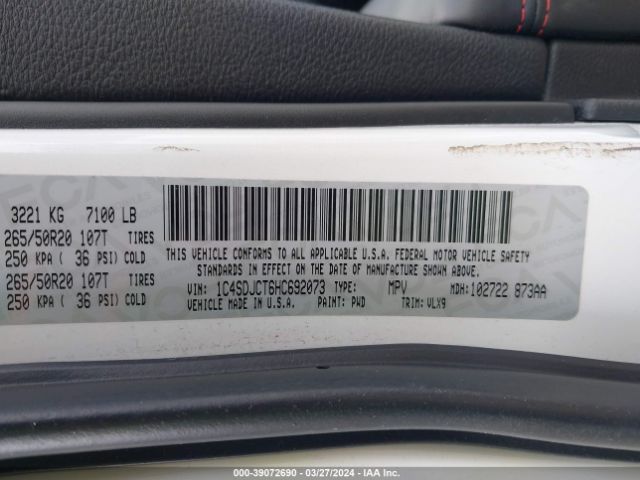 3221 KG 7100 LB
265/50R20 107T TIRES
250 KPA ( 36 PSI) COLD
265/50R20 107T TIRES
250 KPA ( 36 PSI) COLD
THIS VEHICLE CONFORMS TO ALL APPLICABLE U.S.A. FEDERAL MOTOR VEHICLE SAFETY
STANDARDS IN EFFECT ON THE DATE OF MANUFACTURE SHOWN ABOVE.
VIN: 1C4SDJCT6HC692073 TYPE: MPV MDH: 102722 873AA
VEHICLE MADE IN U.S.A. PAINT: PWD TRIM: VLX9
000-39072690 - 03/27/2024 - IAA Inc.